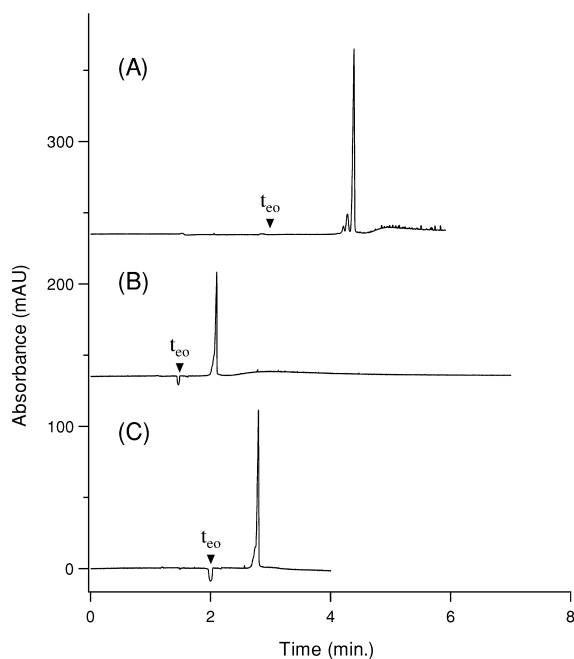 (A)
300
t_eo
(B)
200
t_eo
Absorbance (mAU)
(C)
100
t_eo
0
0 2 4 6 8
Time (min.)